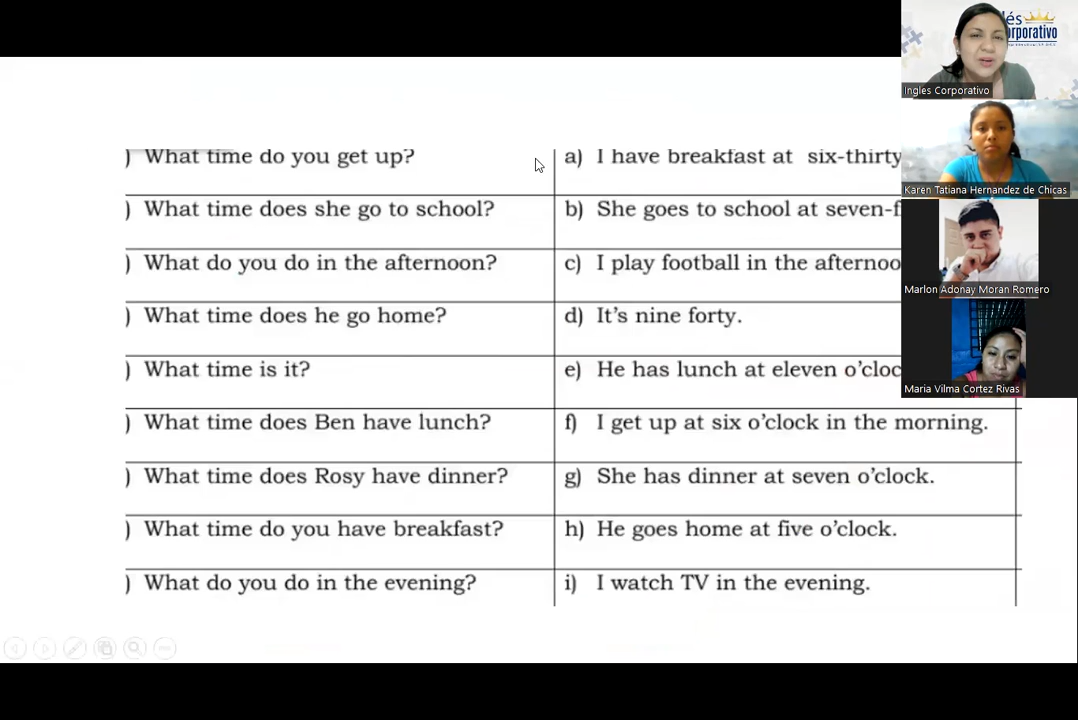 ) What time do you get up?
a) I have breakfast at six-thirty
) What time does she go to school?
b) She goes to school at
) What do you do in the afternoon?
c) I play football in the
) What time does he go home?
d) It's nine forty.
) What time is it?
e) He has lunch at eleven
) What time does Ben have lunch?
f) I get up at six o'clock in the morning.
) What time does Rosy have dinner?
g) She has dinner at seven o'clock.
) What time do you have breakfast?
h) He goes home at five o'clock.
) What do you do in the evening?
i) I watch TV in the evening.
Ingles Corporativo
Karen Tatiana Hernandez de Chicas
Marlon Adonay Moran Romero
Maria Vilma Cortez Rivas